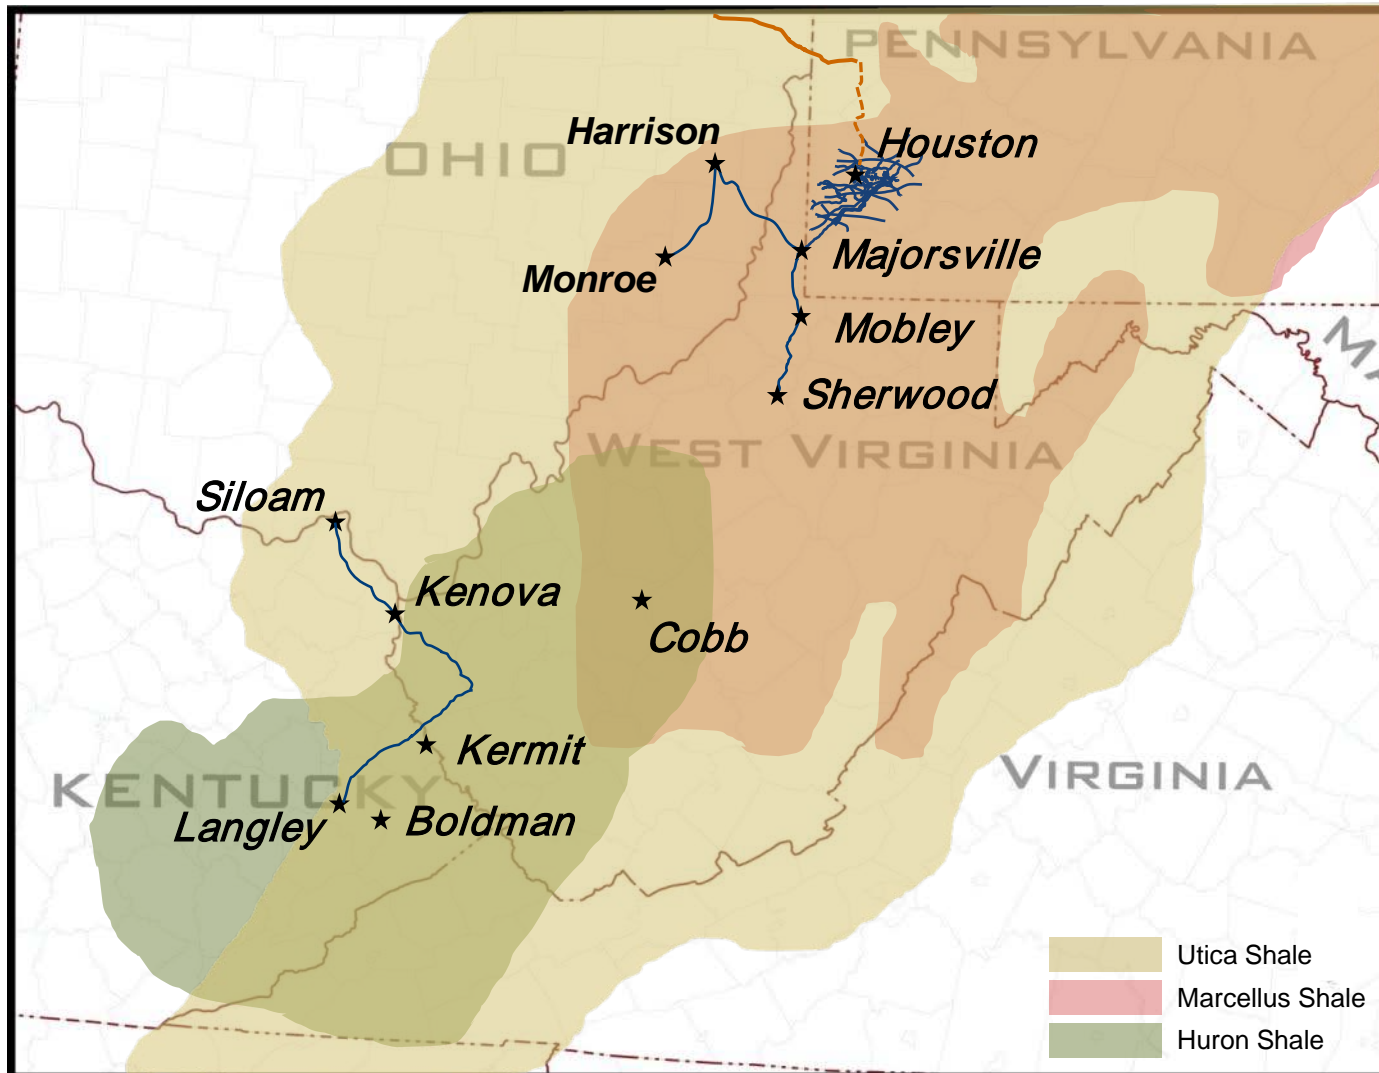 PENNSYLVANIA
Harrison
OHIO
Houston
Majorsville
Monroe
Mobley
MA
Sherwood
WEST VIRGINIA
Siloam
Kenova
Cobb
Kermit
KENTUCKY
VIRGINIA
Langley
Boldman
Utica Shale
Marcellus Shale
Huron Shale